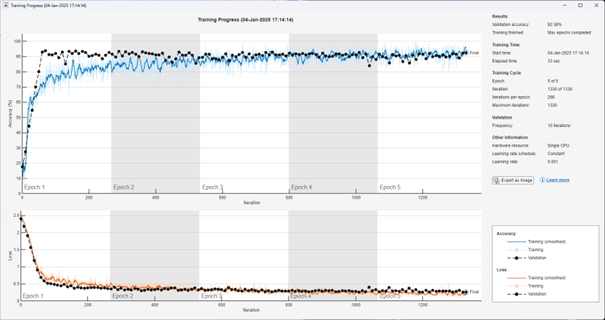 Training Progress (04-Jan-2025 17:14:14)
Training Progress (04-Jan-2025 17:14:14)
Results
Validation accuracy: 92.38%
Training finished: Max epochs completed
Training Time
Start time: 04-Jan-2025 17:14:14
Elapsed time: 33 sec
Training Cycle
Epoch: 5 of 5
Iteration: 1330 of 1330
Iterations per epoch: 266
Maximum iterations: 1330
Validation
Frequency: 10 iterations
Other Information
Hardware resource: Single CPU
Learning rate schedule: Constant
Learning rate: 0.001
Export as Image
Learn more
Accuracy (%)
100
90
80
70
60
50
40
30
20
10
0
Final
Epoch 1
Epoch 2
Epoch 3
Epoch 4
Epoch 5
0
200
400
600
800
1000
1200
Iteration
Loss
2.5
2
1.5
1
0.5
0
Final
Epoch 1
Epoch 2
Epoch 3
Epoch 4
Epoch 5
0
200
400
600
800
1000
1200
Iteration
Accuracy
Training (smoothed)
Training
Validation
Loss
Training (smoothed)
Training
Validation